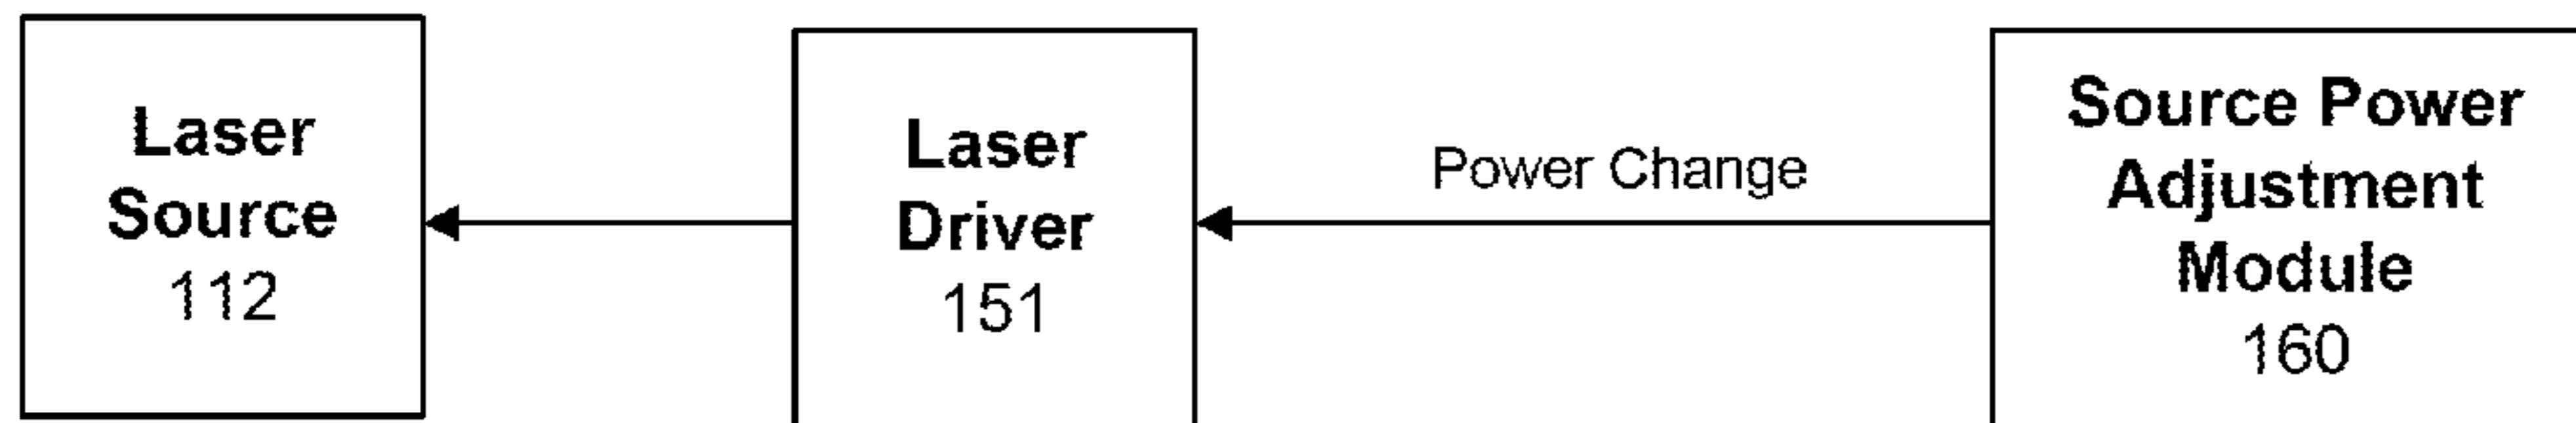 Laser
Source
112
Laser
Driver
151
Power Change
Source Power
Adjustment
Module
160